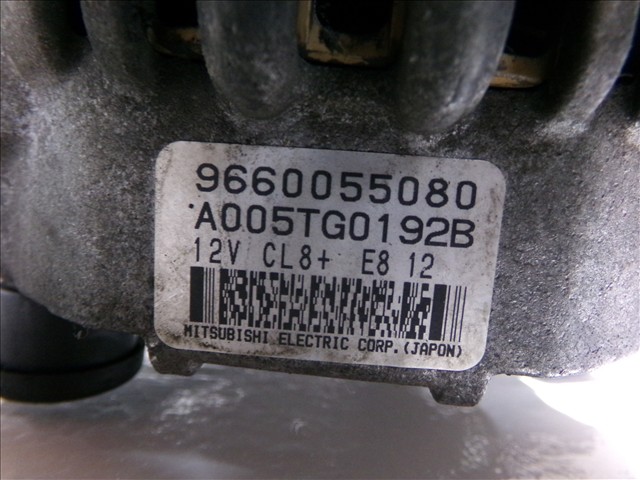 9660055080
A005TG0192B
12V CL8+ E8 12
MITSUBISHI ELECTRIC CORP.(JAPON)